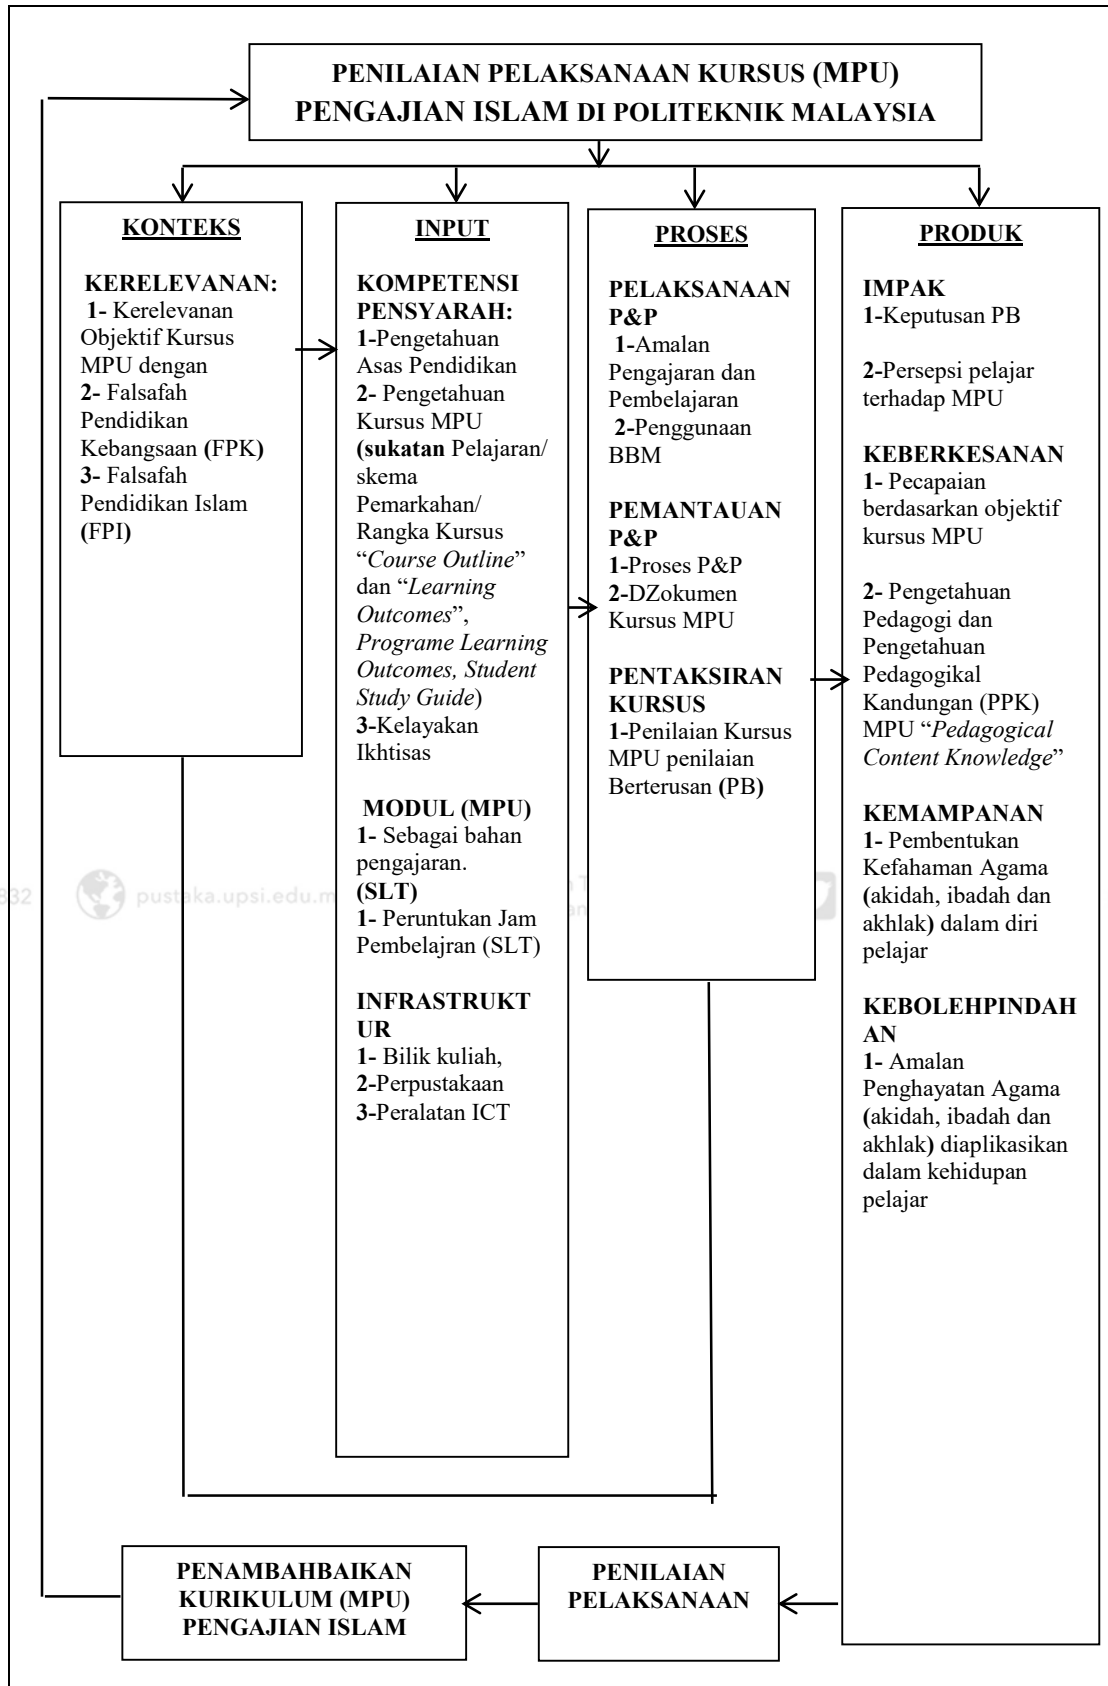 PENILAIAN PELAKSANAAN KURSUS (MPU)
PENGAJIAN ISLAM DI POLITEKNIK MALAYSIA
KONTEKS
KERELEVANAN:
1- Kerelevanan
Objektif Kursus
MPU dengan
2- Falsafah
Pendidikan
Kebangsaan (FPK)
3- Falsafah
Pendidikan Islam
(FPI)
INPUT
KOMPETENSI
PENSYARAH:
1-Pengetahuan
Asas Pendidikan
2- Pengetahuan
Kursus MPU
(sukatan Pelajaran/
skema
Pemarkahan/
Rangka Kursus
“Course Outline”
dan “Learning
Outcomes”,
Programe Learning
Outcomes, Student
Study Guide)
3-Kelayakan
Ikhtisas
MODUL (MPU)
1- Sebagai bahan
pengajaran.
(SLT)
1- Peruntukan Jam
Pembelajran (SLT)
INFRASTRUKT
UR
1- Bilik kuliah,
2-Perpustakaan
3-Peralatan ICT
PROSES
PELAKSANAAN
P&P
1-Amalan
Pengajaran dan
Pembelajaran
2-Penggunaan
BBM
PEMANTAUAN
P&P
1-Proses P&P
2-DZokumen
Kursus MPU
PENTAKSIRAN
KURSUS
1-Penilaian Kursus
MPU penilaian
Berterusan (PB)
PRODUK
IMPAK
1-Keputusan PB
2-Persepsi pelajar
terhadap MPU
KEBERKESANAN
1- Pecapaian
berdasarkan objektif
kursus MPU
2- Pengetahuan
Pedagogi dan
Pengetahuan
Pedagogikal
Kandungan (PPK)
MPU “Pedagogical
Content Knowledge”
KEMAMPANAN
1- Pembentukan
Kefahaman Agama
(akidah, ibadah dan
akhlak) dalam diri
pelajar
KEBOLEHPINDAH
AN
1- Amalan
Penghayatan Agama
(akidah, ibadah dan
akhlak) diaplikasikan
dalam kehidupan
pelajar
832
pustaka.upsi.edu.m
PENAMBAHBAIKAN
KURIKULUM (MPU)
PENGAJIAN ISLAM
PENILAIAN
PELAKSANAAN